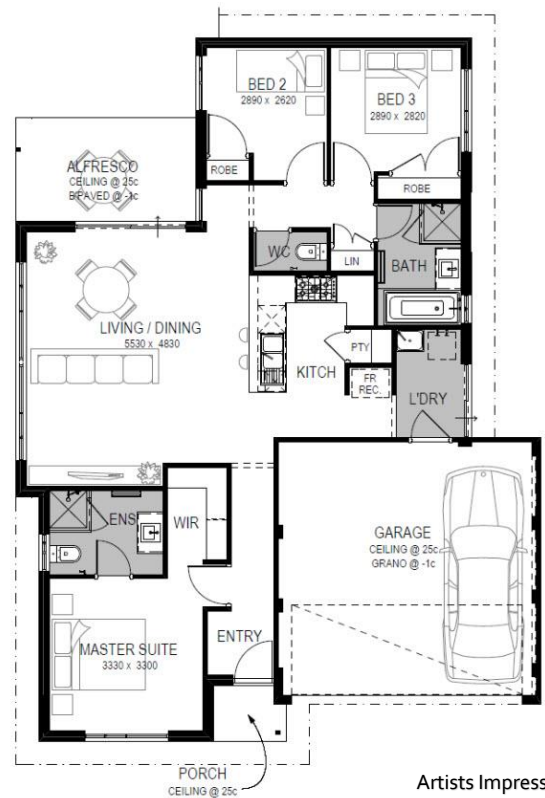 BED 2
2890 x 2620
BED 3
2890 x 2820
ROBE
ROBE
ALFRESCO
CEILING @ 25c
B'PAVED @ -1c
WC
LIN
BATH
LIVING / DINING
5530 x 4830
KITCH
PTY
FR
REC.
L'DRY
ENS
WIR
GARAGE
CEILING @ 25c
GRANO @ -1c
MASTER SUITE
3330 x 3300
ENTRY
PORCH
CEILING @ 25c
Artists Impress